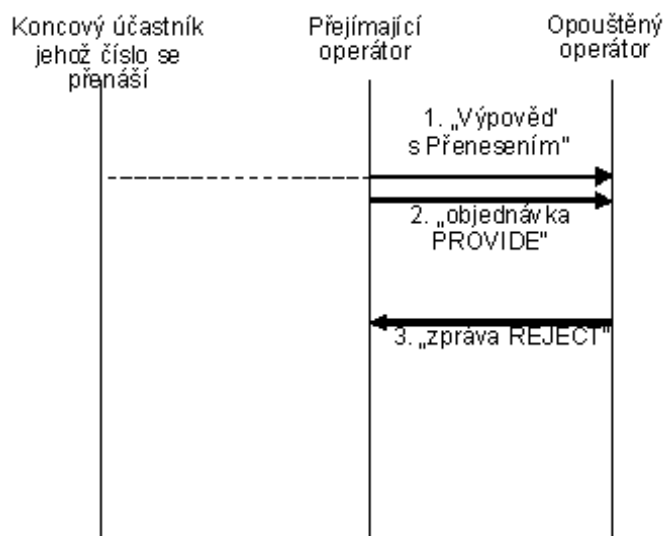 Koncový účastník
jehož číslo se
přenáší
Přejímající
operátor
Opouštěný
operátor
1. „Výpověď
s Přenesením"
2. „objednávka
PROVIDE"
3. „zpráva REJECT"